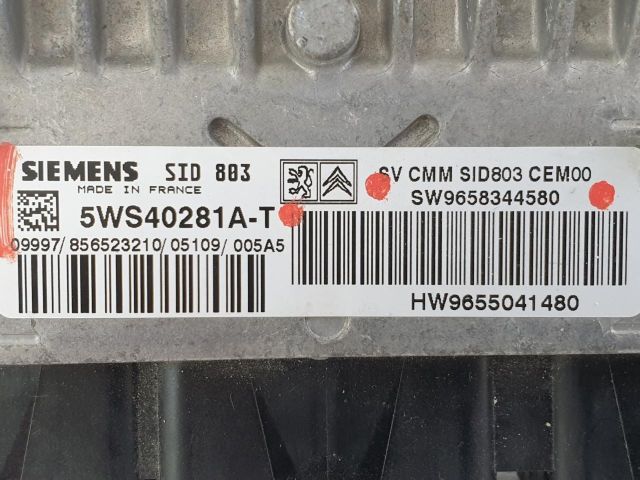 SIEMENS SID 803
MADE IN FRANCE
5WS40281A-T
09997/856523210/05109/005A5
SV CMM SID803 CEM00
SW9658344580
HW9655041480